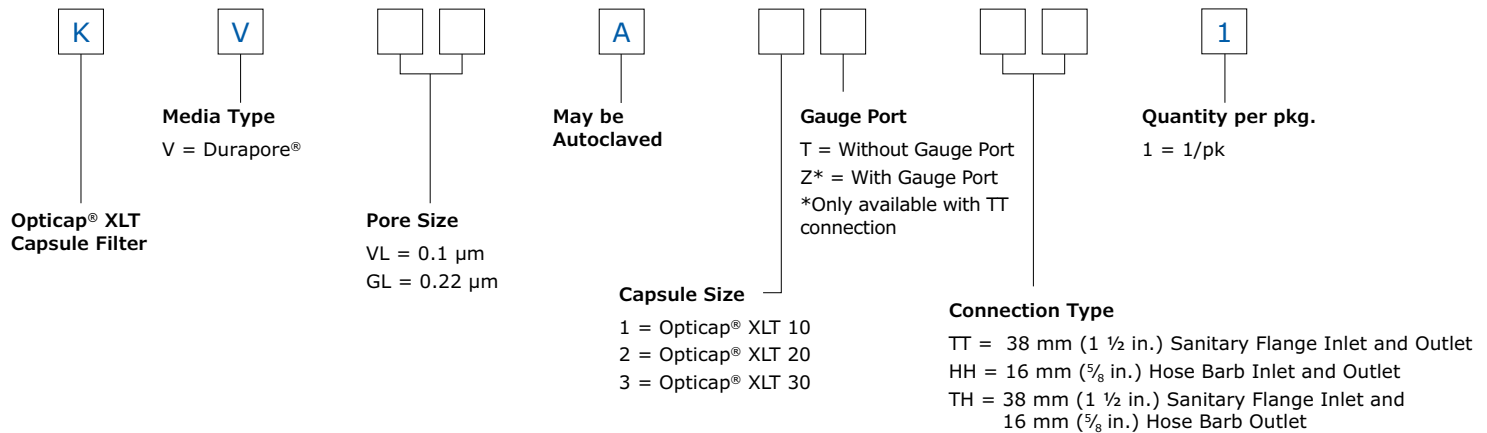 K V A 1
Opticap® XLT
Capsule Filter
Media Type
V = Durapore®
Pore Size
VL = 0.1 µm
GL = 0.22 µm
May be
Autoclaved
Capsule Size
1 = Opticap® XLT 10
2 = Opticap® XLT 20
3 = Opticap® XLT 30
Gauge Port
T = Without Gauge Port
Z* = With Gauge Port
*Only available with TT
connection
Connection Type
TT = 38 mm (1 ½ in.) Sanitary Flange Inlet and Outlet
HH = 16 mm (⅝ in.) Hose Barb Inlet and Outlet
TH = 38 mm (1 ½ in.) Sanitary Flange Inlet and
16 mm (⅝ in.) Hose Barb Outlet
Quantity per pkg.
1 = 1/pk